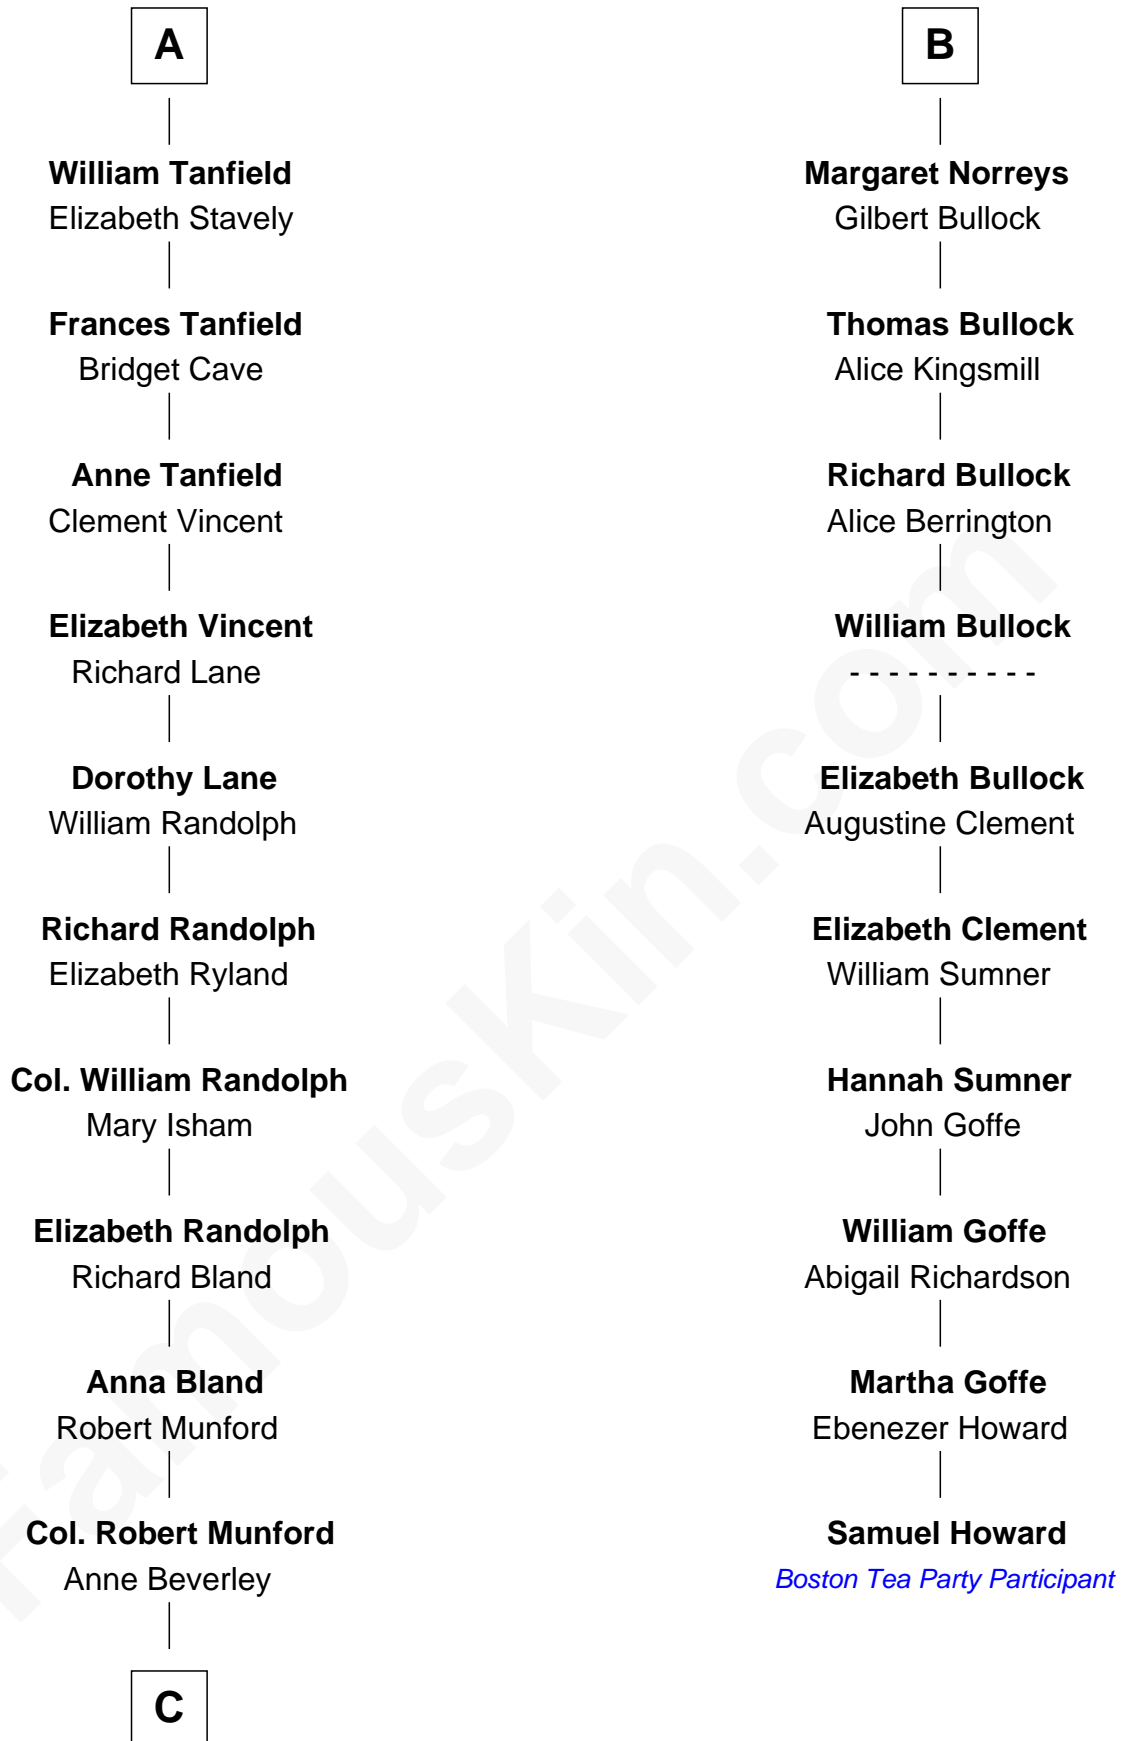 A
William Tanfield
Elizabeth Stavely
Frances Tanfield
Bridget Cave
Anne Tanfield
Clement Vincent
Elizabeth Vincent
Richard Lane
Dorothy Lane
William Randolph
Richard Randolph
Elizabeth Ryland
Col. William Randolph
Mary Isham
Elizabeth Randolph
Richard Bland
Anna Bland
Robert Munford
Col. Robert Munford
Anne Beverley
C
B
Margaret Norreys
Gilbert Bullock
Thomas Bullock
Alice Kingsmill
Richard Bullock
Alice Berrington
William Bullock
- - - - - - - - - -
Elizabeth Bullock
Augustine Clement
Elizabeth Clement
William Sumner
Hannah Sumner
John Goffe
William Goffe
Abigail Richardson
Martha Goffe
Ebenezer Howard
Samuel Howard
Boston Tea Party Participant
FamousKin.com